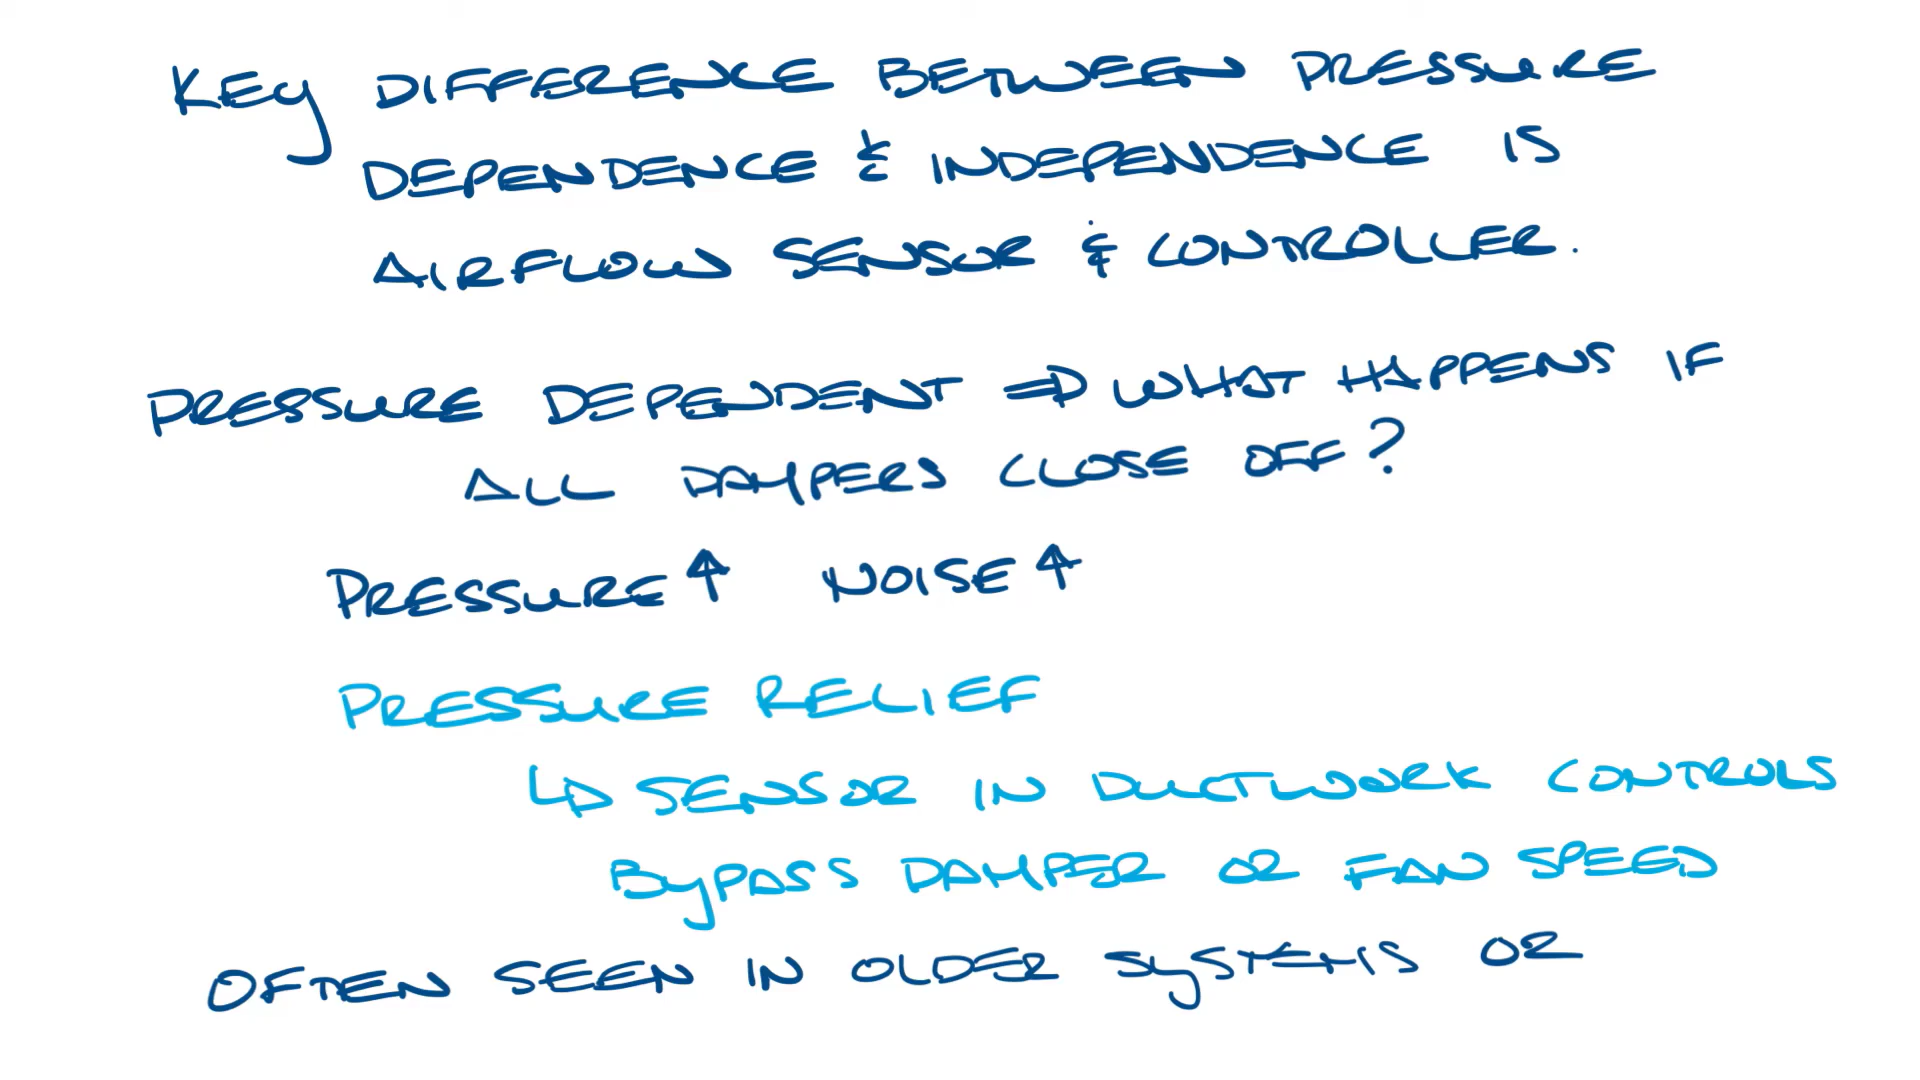 KEY DIFFERENCE BETWEEN PRESSURE
DEPENDENCE & INDEPENDENCE IS
AIRFLOW SENSOR & CONTROLLER.
PRESSURE DEPENDENT ⇒ WHAT HAPPENS IF
ALL DAMPERS CLOSE OFF?
PRESSURE↑ NOISE↑
PRESSURE RELIEF
↳ SENSOR IN DUCTWORK CONTROLS
BYPASS DAMPER OR FAN SPEED
OFTEN SEEN IN OLDER SYSTEMS OR